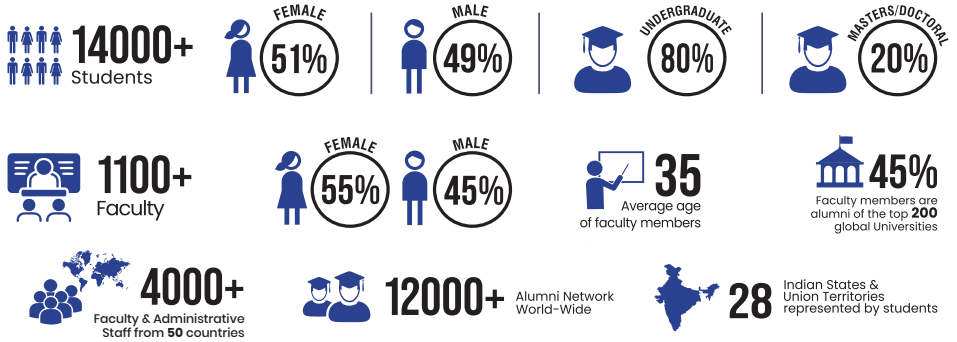 14000+
Students
FEMALE
51%
MALE
49%
UNDERGRADUATE
80%
MASTERS/DOCTORAL
20%
1100+
Faculty
FEMALE
55%
MALE
45%
35
Average age
of faculty members
45%
Faculty members are
alumni of the top 200
global Universities
4000+
Faculty & Administrative
Staff from 50 countries
12000+
Alumni Network
World-Wide
28
Indian States &
Union Territories
represented by students